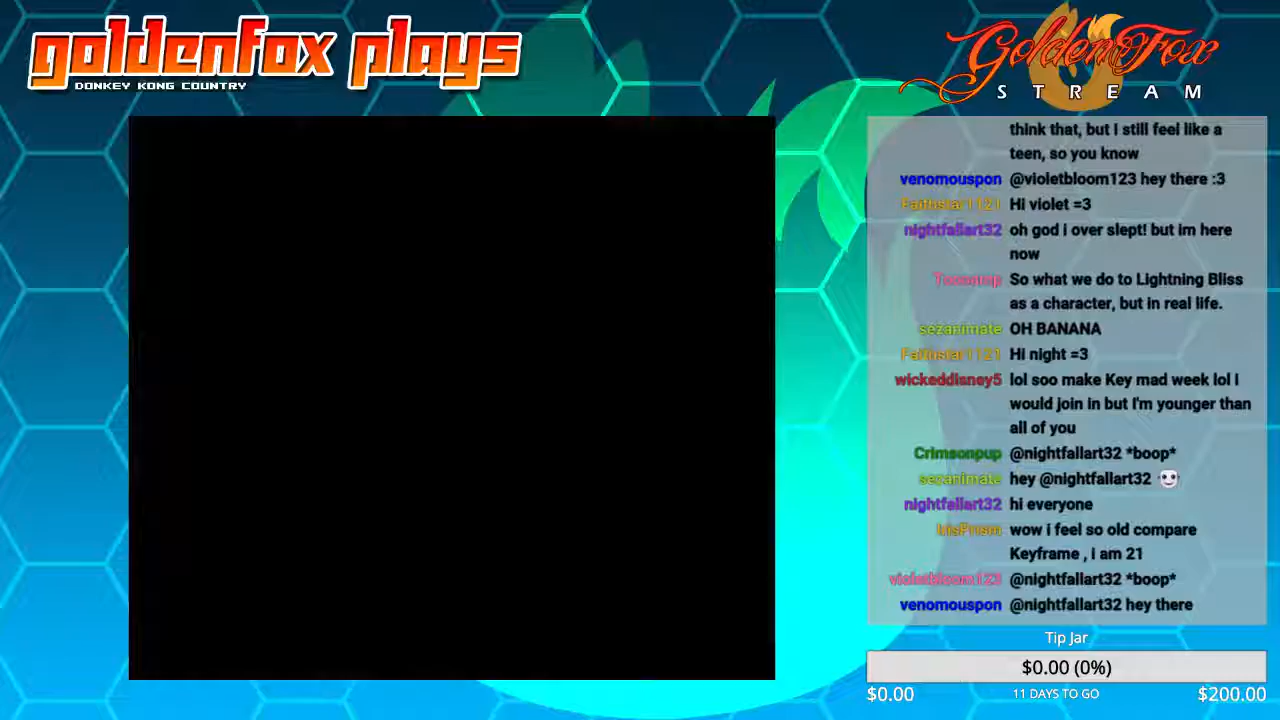 goldenfox plays
DONKEY KONG COUNTRY
GoldenFox
STREAM
think that, but I still feel like a
teen, so you know
venomouspon @violetbloom123 hey there :3
Faithstar1121 Hi violet =3
nightfallart32 oh god i over slept! but im here
now
So what we do to Lightning Bliss
as a character, but in real life.
sezanimate OH BANANA
Faithstar1121 Hi night =3
wickeddisney5 lol soo make Key mad week lol I
would join in but I'm younger than
all of you
Crimsonpup @nightfallart32 *boop*
sezanimate hey @nightfallart32
nightfallart32 hi everyone
IrisPrism wow i feel so old compare
Keyframe , i am 21
violetbloom123 @nightfallart32 *boop*
venomouspon @nightfallart32 hey there
Tip Jar
$0.00 (0%)
$0.00 11 DAYS TO GO $200.00